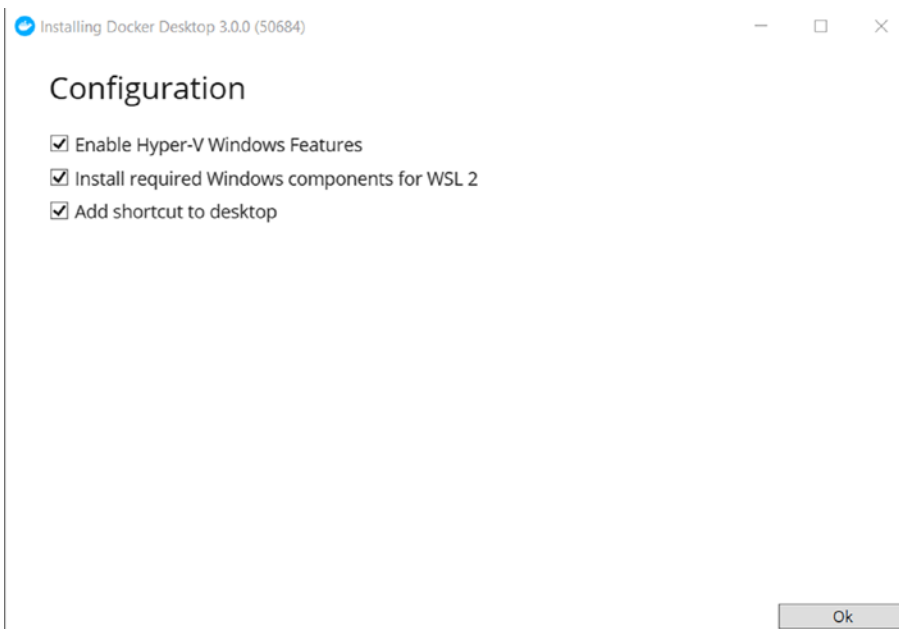 Installing Docker Desktop 3.0.0 (50684)
Configuration
Enable Hyper-V Windows Features
Install required Windows components for WSL 2
Add shortcut to desktop
Ok